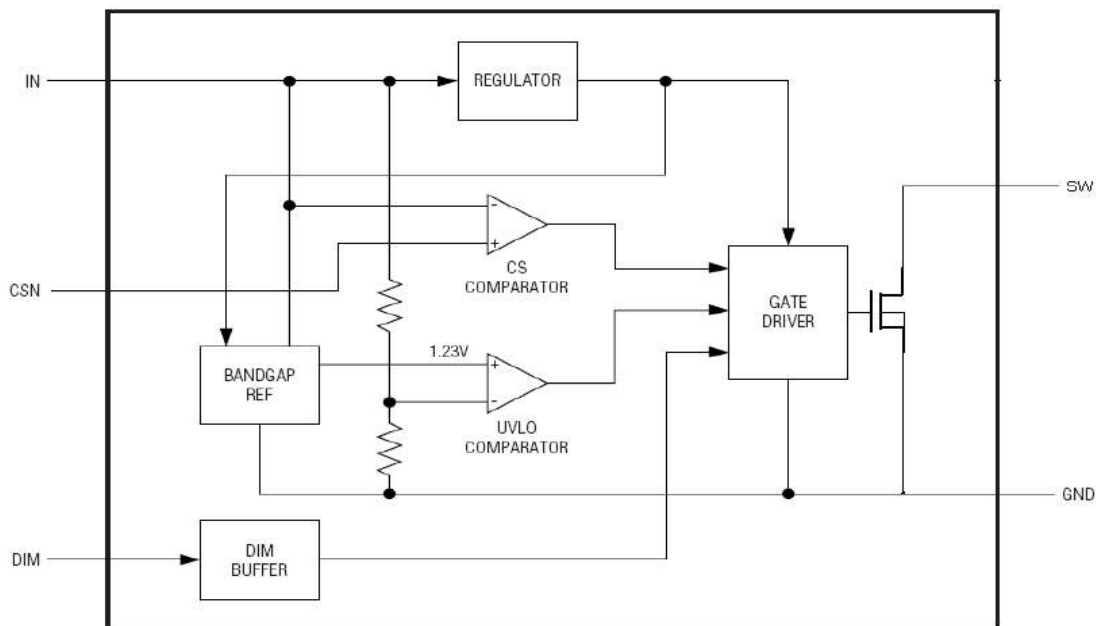 IN
REGULATOR
SW
-
+
CS
COMPARATOR
CSN
GATE
DRIVER
1.23V
+
-
BANDGAP
REF
UVLO
COMPARATOR
GND
DIM
DIM
BUFFER